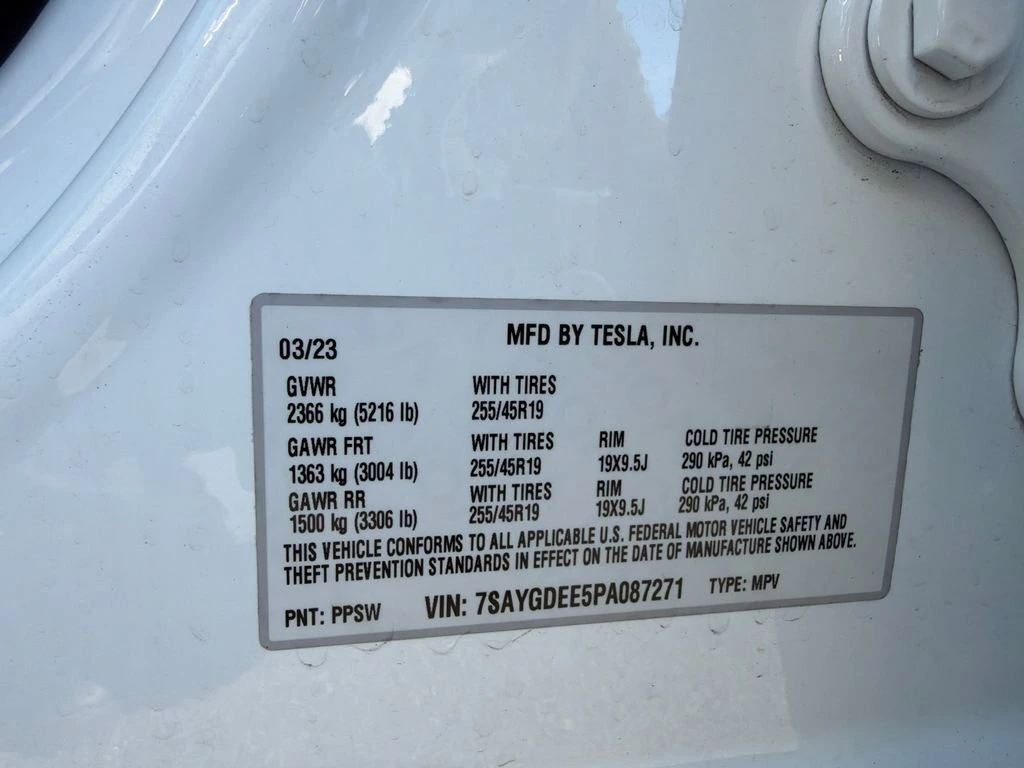 MFD BY TESLA, INC.
03/23
GVWR WITH TIRES
2366 kg (5216 lb) 255/45R19
GAWR FRT WITH TIRES RIM COLD TIRE PRESSURE
1363 kg (3004 lb) 255/45R19 19X9.5J 290 kPa, 42 psi
GAWR RR WITH TIRES RIM COLD TIRE PRESSURE
1500 kg (3306 lb) 255/45R19 19X9.5J 290 kPa, 42 psi
THIS VEHICLE CONFORMS TO ALL APPLICABLE U.S. FEDERAL MOTOR VEHICLE SAFETY AND
THEFT PREVENTION STANDARDS IN EFFECT ON THE DATE OF MANUFACTURE SHOWN ABOVE.
PNT: PPSW VIN: 7SAYGDEE5PA087271 TYPE: MPV